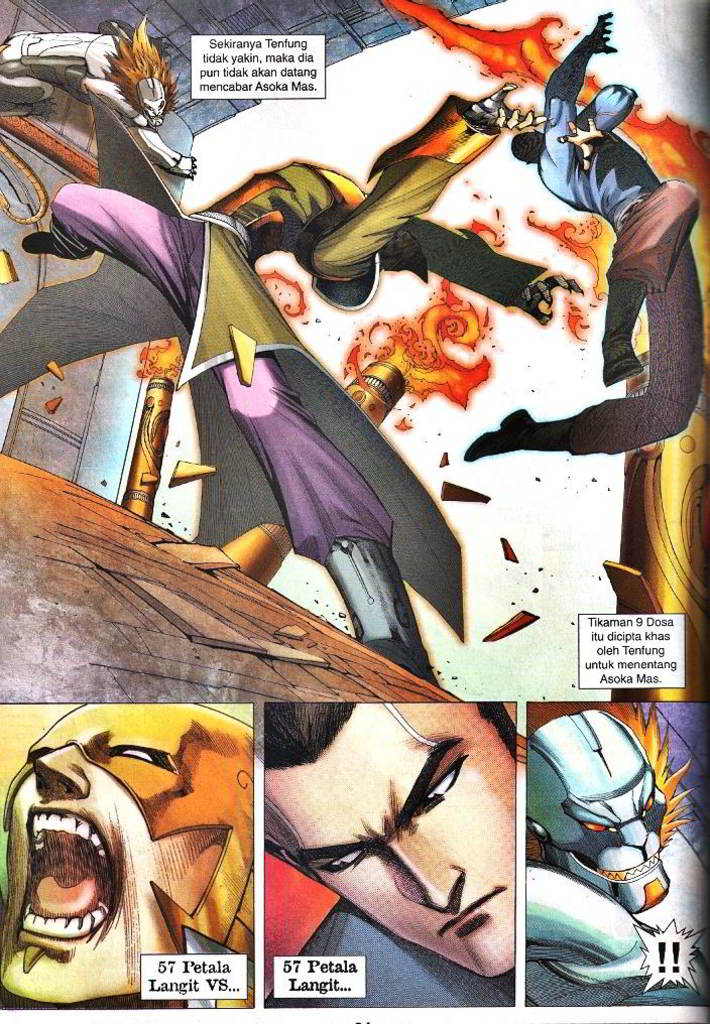 Sekiranya Tenfung
tidak yakin, maka dia
pun tidak akan datang
mencabar Asoka Mas.
Tikaman 9 Dosa
itu dicipta khas
oleh Tenfung
untuk menentang
Asoka Mas.
57 Petala
Langit VS...
57 Petala
Langit...
!!